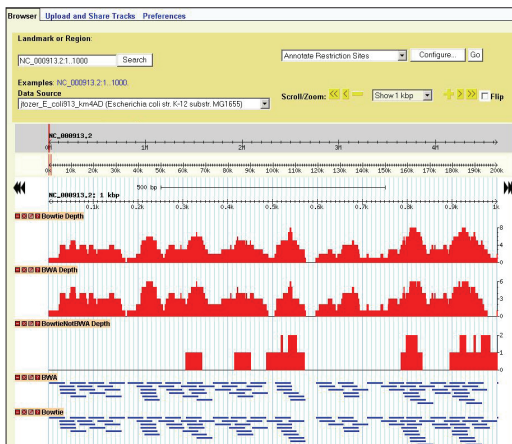 Browser Upload and Share Tracks Preferences
Landmark or Region:
NC_000913.2:1..1000 Search Annotate Restriction Sites Configure... Go
Examples: NC_000913.2:1..1000.
Data Source
jtozer_E_coli913_km4AD (Escherichia coli str. K-12 substr. MG1655) Scroll/Zoom: Show 1 kbp Flip
NC_000913.2
0M 1M 2M 3M 4M
0k 10k 20k 30k 40k 50k 60k 70k 80k 90k 100k 110k 120k 130k 140k 150k 160k 170k 180k 190k 200k
500 bp
NC_000913.2: 1 kbp
0.1k 0.2k 0.3k 0.4k 0.5k 0.6k 0.7k 0.8k 0.9k 1k
Bowtie Depth
8
4
0
BWA Depth
6
3
0
BowtieNotBWA Depth
2
1
0
BWA
Bowtie